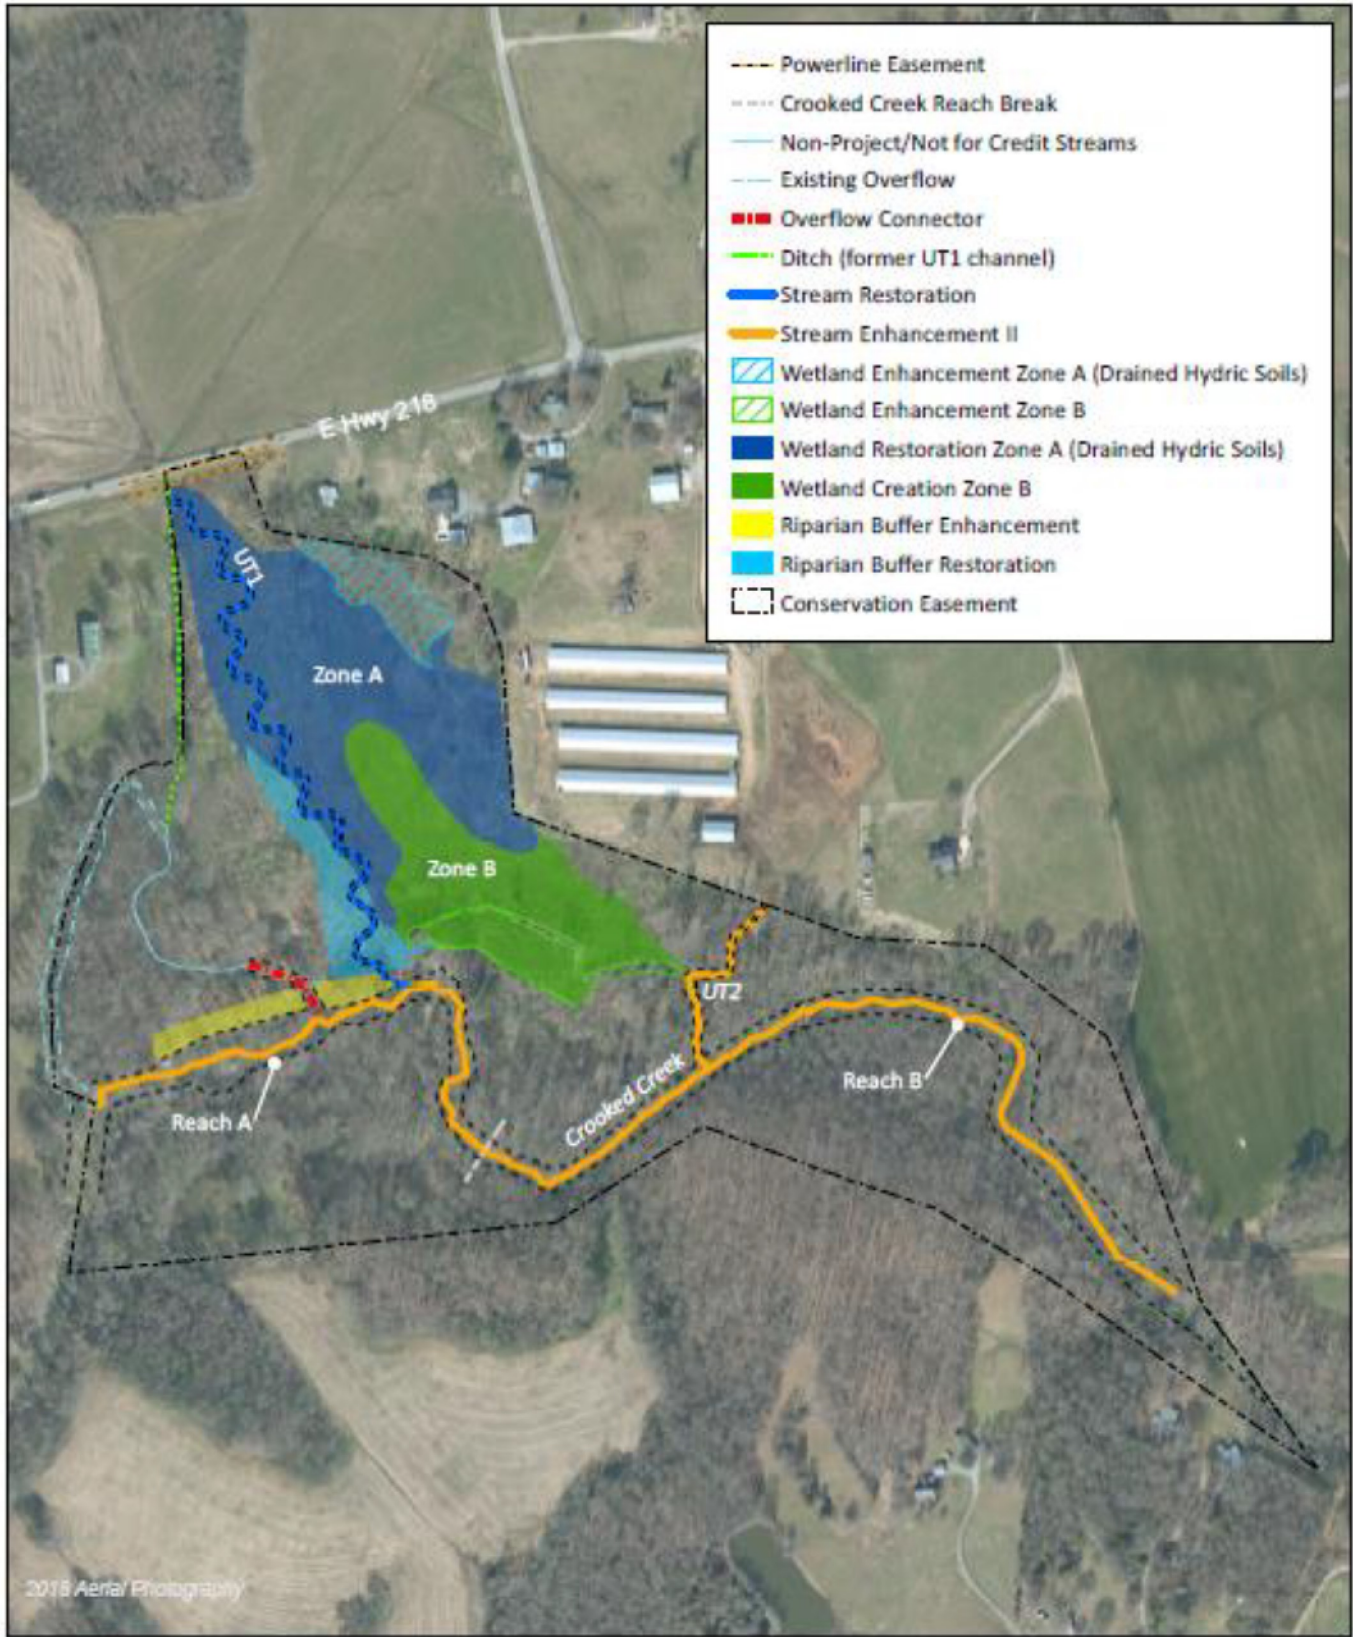 Powerline Easement
Crooked Creek Reach Break
Non-Project/Not for Credit Streams
Existing Overflow
Overflow Connector
Ditch (former UT1 channel)
Stream Restoration
Stream Enhancement II
Wetland Enhancement Zone A (Drained Hydric Soils)
Wetland Enhancement Zone B
Wetland Restoration Zone A (Drained Hydric Soils)
Wetland Creation Zone B
Riparian Buffer Enhancement
Riparian Buffer Restoration
Conservation Easement
E Hwy 218
UT1
Zone A
Zone B
UT2
Reach B
Crooked Creek
Reach A
2018 Aerial Photography